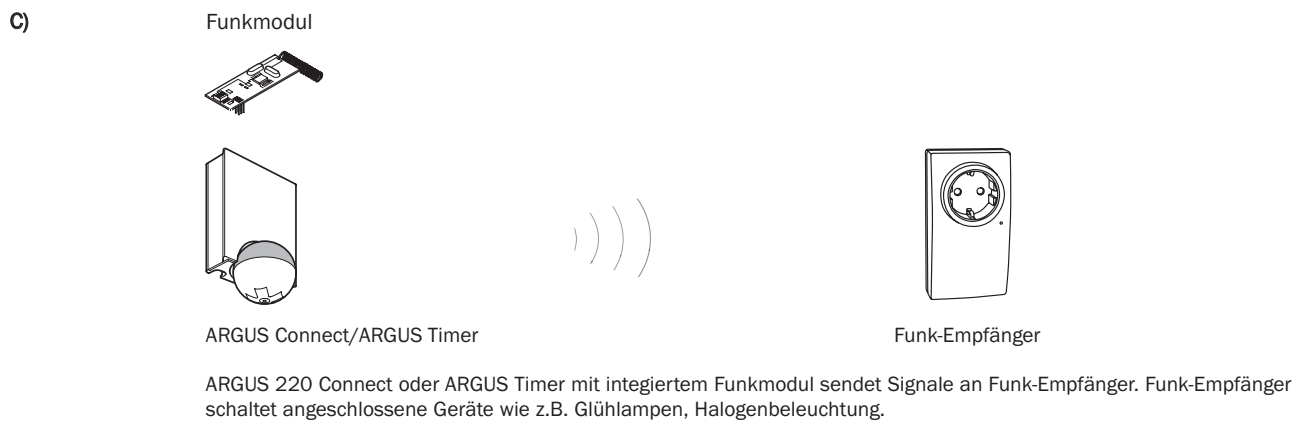 C)
Funkmodul
ARGUS Connect/ARGUS Timer
Funk-Empfänger
ARGUS 220 Connect oder ARGUS Timer mit integiertem Funkmodul sendet Signale an Funk-Empfänger. Funk-Empfänger
schaltet angeschlossene Geräte wie z.B. Glühlampen, Halogenbeleuchtung.